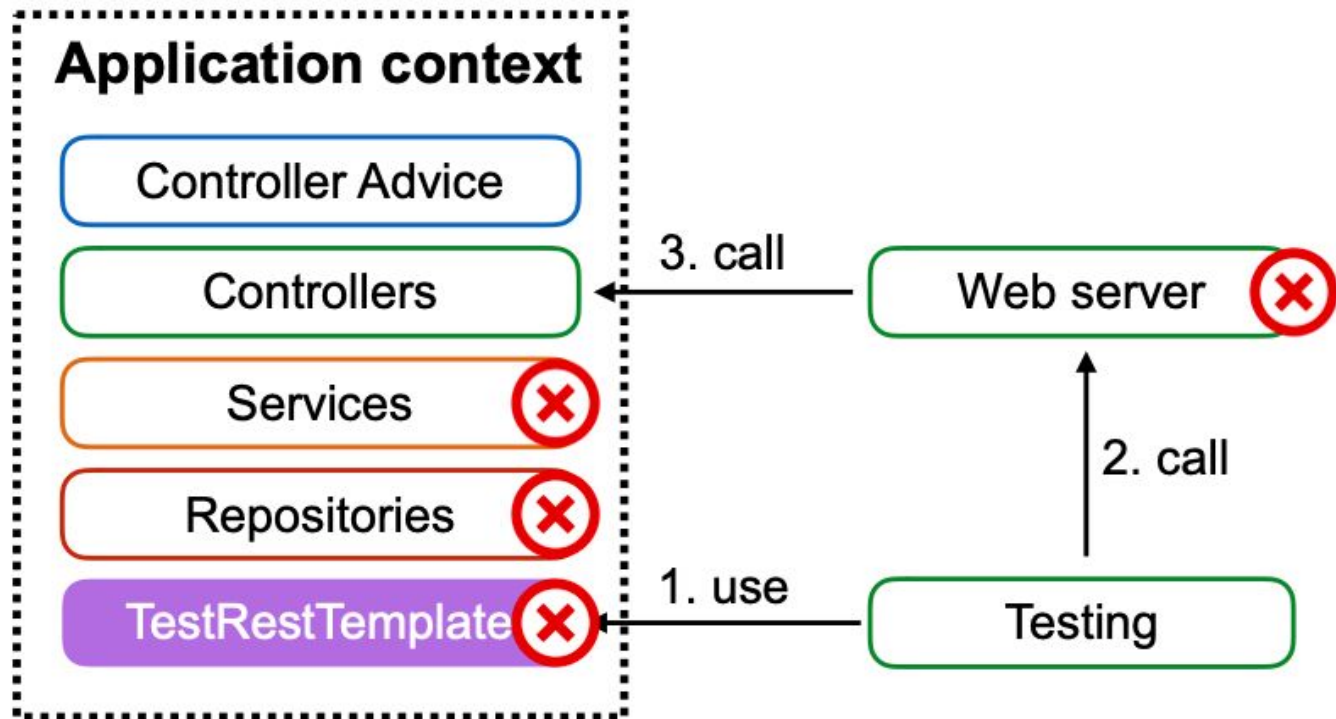 Application context
Controller Advice
Controllers
Services
Repositories
TestRestTemplate
3. call
Web server
2. call
1. use
Testing